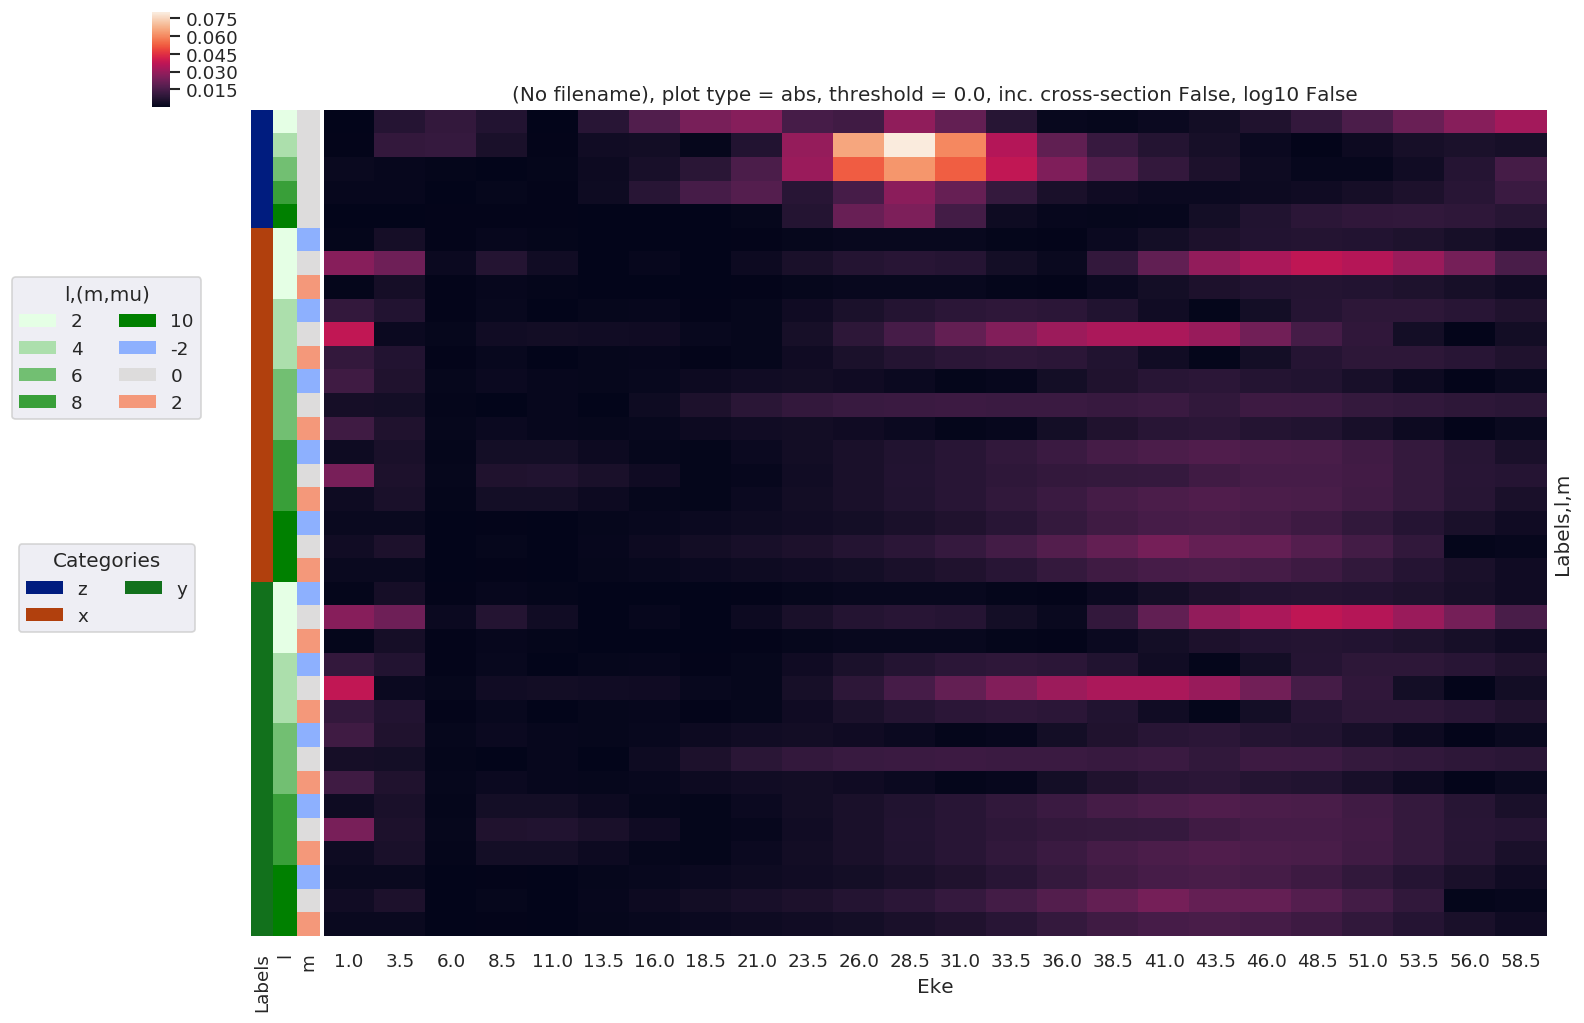 0.075
0.060
0.045
0.030
0.015
(No filename), plot type = abs, threshold = 0.0, inc. cross-section False, log10 False
l,(m,mu)
2 10
4 -2
6 0
8 2
Categories
z y
x
Labels,l,m
Labels l m
1.0 3.5 6.0 8.5 11.0 13.5 16.0 18.5 21.0 23.5 26.0 28.5 31.0 33.5 36.0 38.5 41.0 43.5 46.0 48.5 51.0 53.5 56.0 58.5
Eke